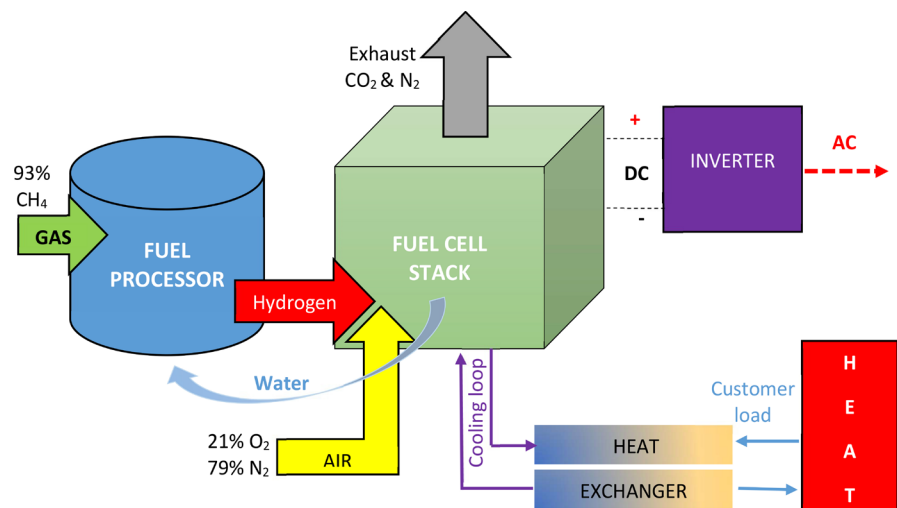 Exhaust
CO₂ & N₂
93%
CH₄
GAS
FUEL
PROCESSOR
Hydrogen
FUEL CELL
STACK
+
DC
-
INVERTER
AC
Water
21% O₂
79% N₂
AIR
Cooling loop
HEAT
EXCHANGER
Customer
load
H
E
A
T